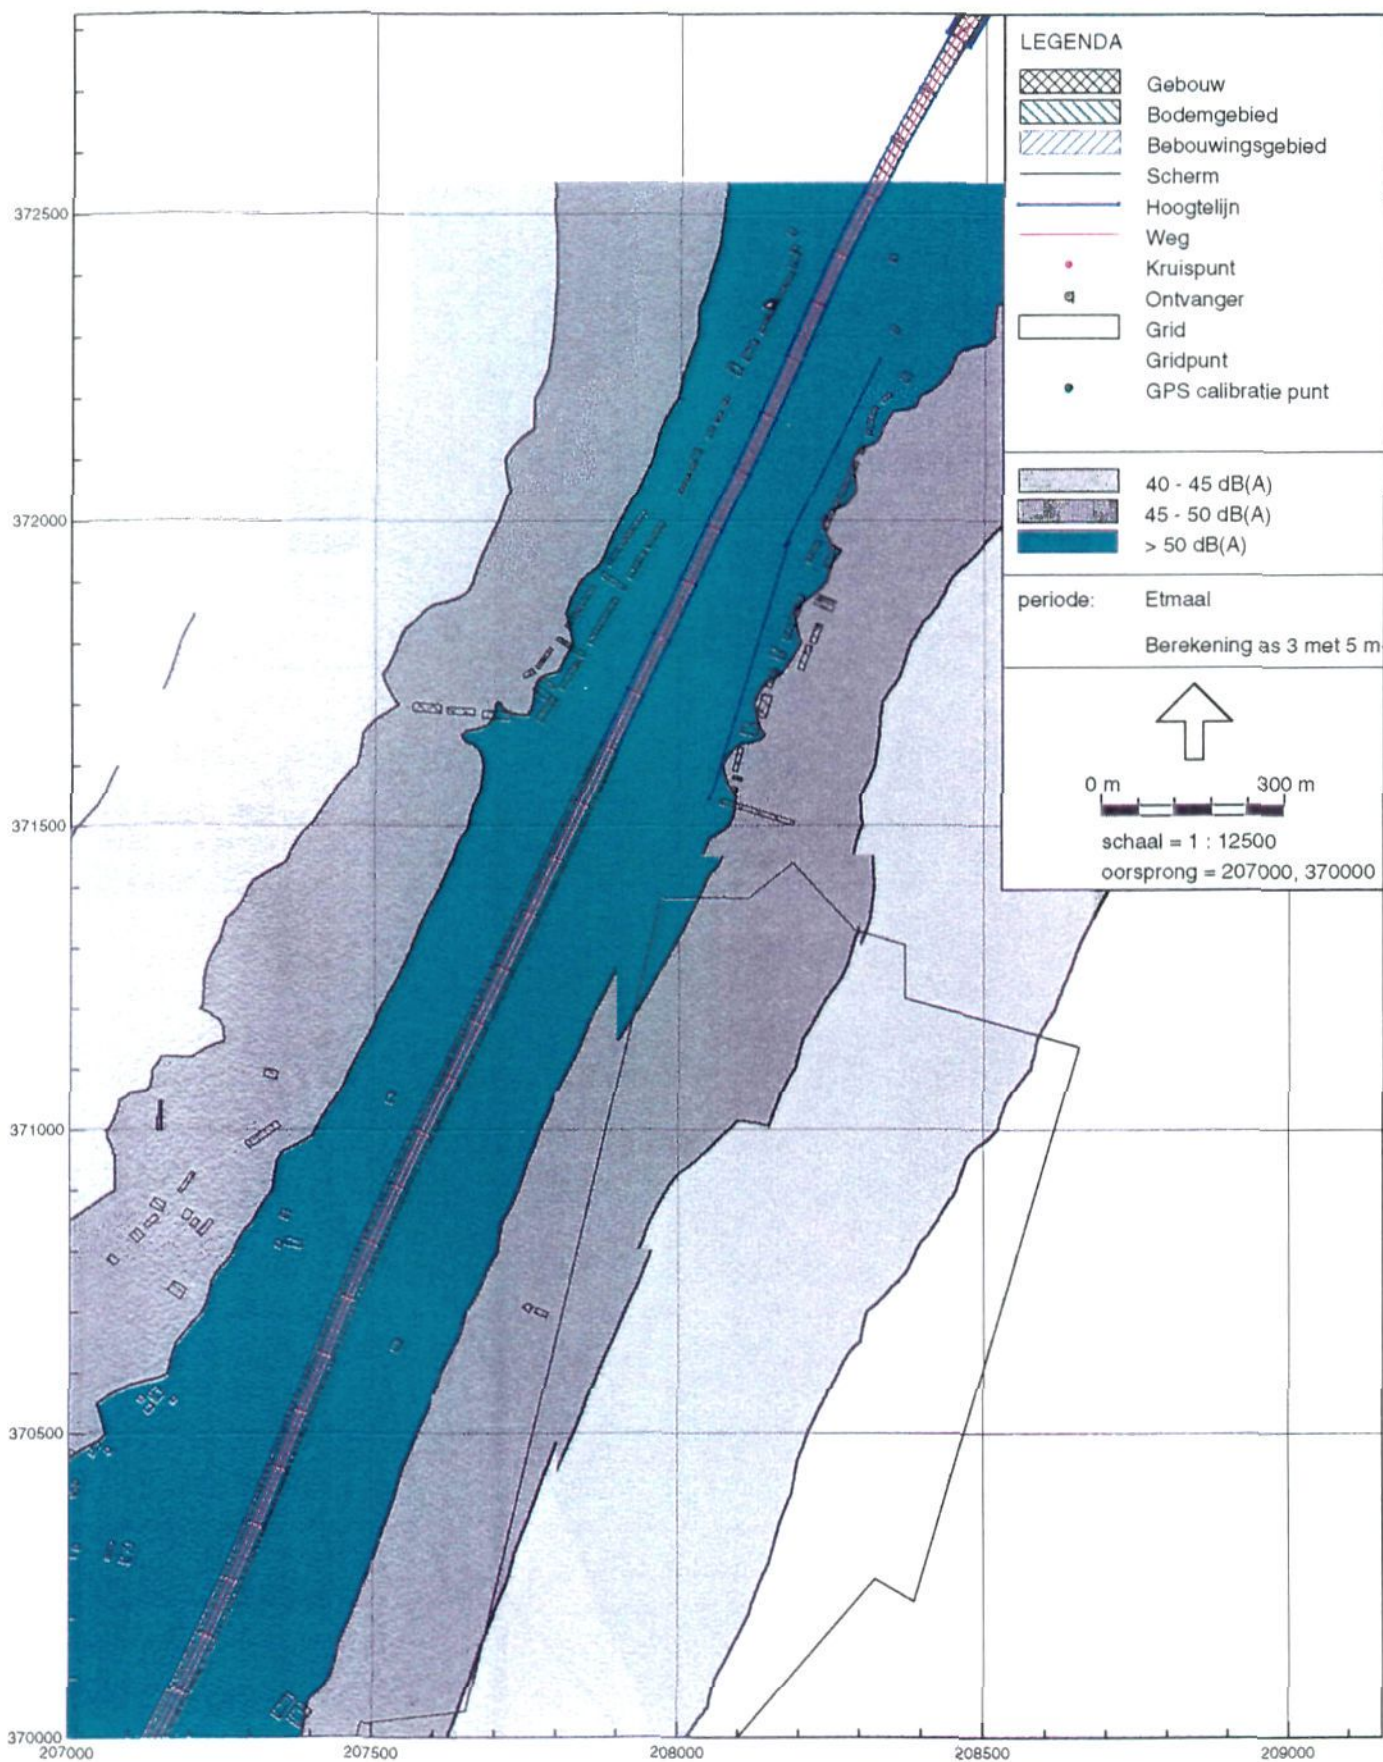 LEGENDA
Gebouw
Bodemgebied
Bebouwingsgebied
Scherm
Hoogtelijn
Weg
Kruispunt
Ontvanger
Grid
Gridpunt
GPS calibratie punt
40 - 45 dB(A)
45 - 50 dB(A)
> 50 dB(A)
periode: Etmaal
Berekening as 3 met 5 m
0 m 300 m
schaal = 1 : 12500
oorsprong = 207000, 370000
372500
372000
371500
371000
370500
370000
207000 207500 208000 208500 209000